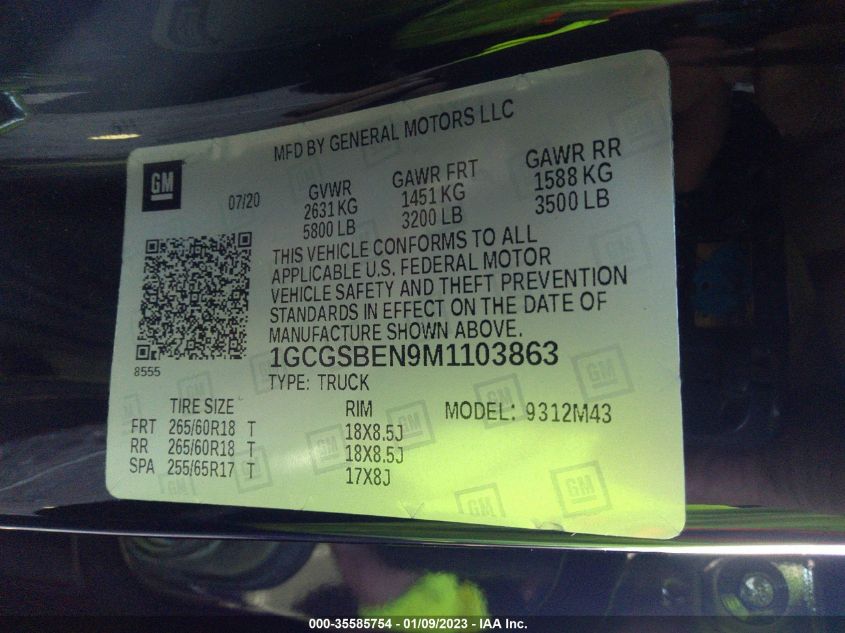 MFD BY GENERAL MOTORS LLC
GM
07/20
GVWR GAWR FRT GAWR RR
2631 KG 1451 KG 1588 KG
5800 LB 3200 LB 3500 LB
THIS VEHICLE CONFORMS TO ALL
APPLICABLE U.S. FEDERAL MOTOR
VEHICLE SAFETY AND THEFT PREVENTION
STANDARDS IN EFFECT ON THE DATE OF
MANUFACTURE SHOWN ABOVE.
8555
1GCGSBEN9M1103863
TYPE: TRUCK
TIRE SIZE RIM MODEL: 9312M43
FRT 265/60R18 T 18X8.5J
RR 265/60R18 T 18X8.5J
SPA 255/65R17 T 17X8J
000-35585754 - 01/09/2023 - IAA Inc.